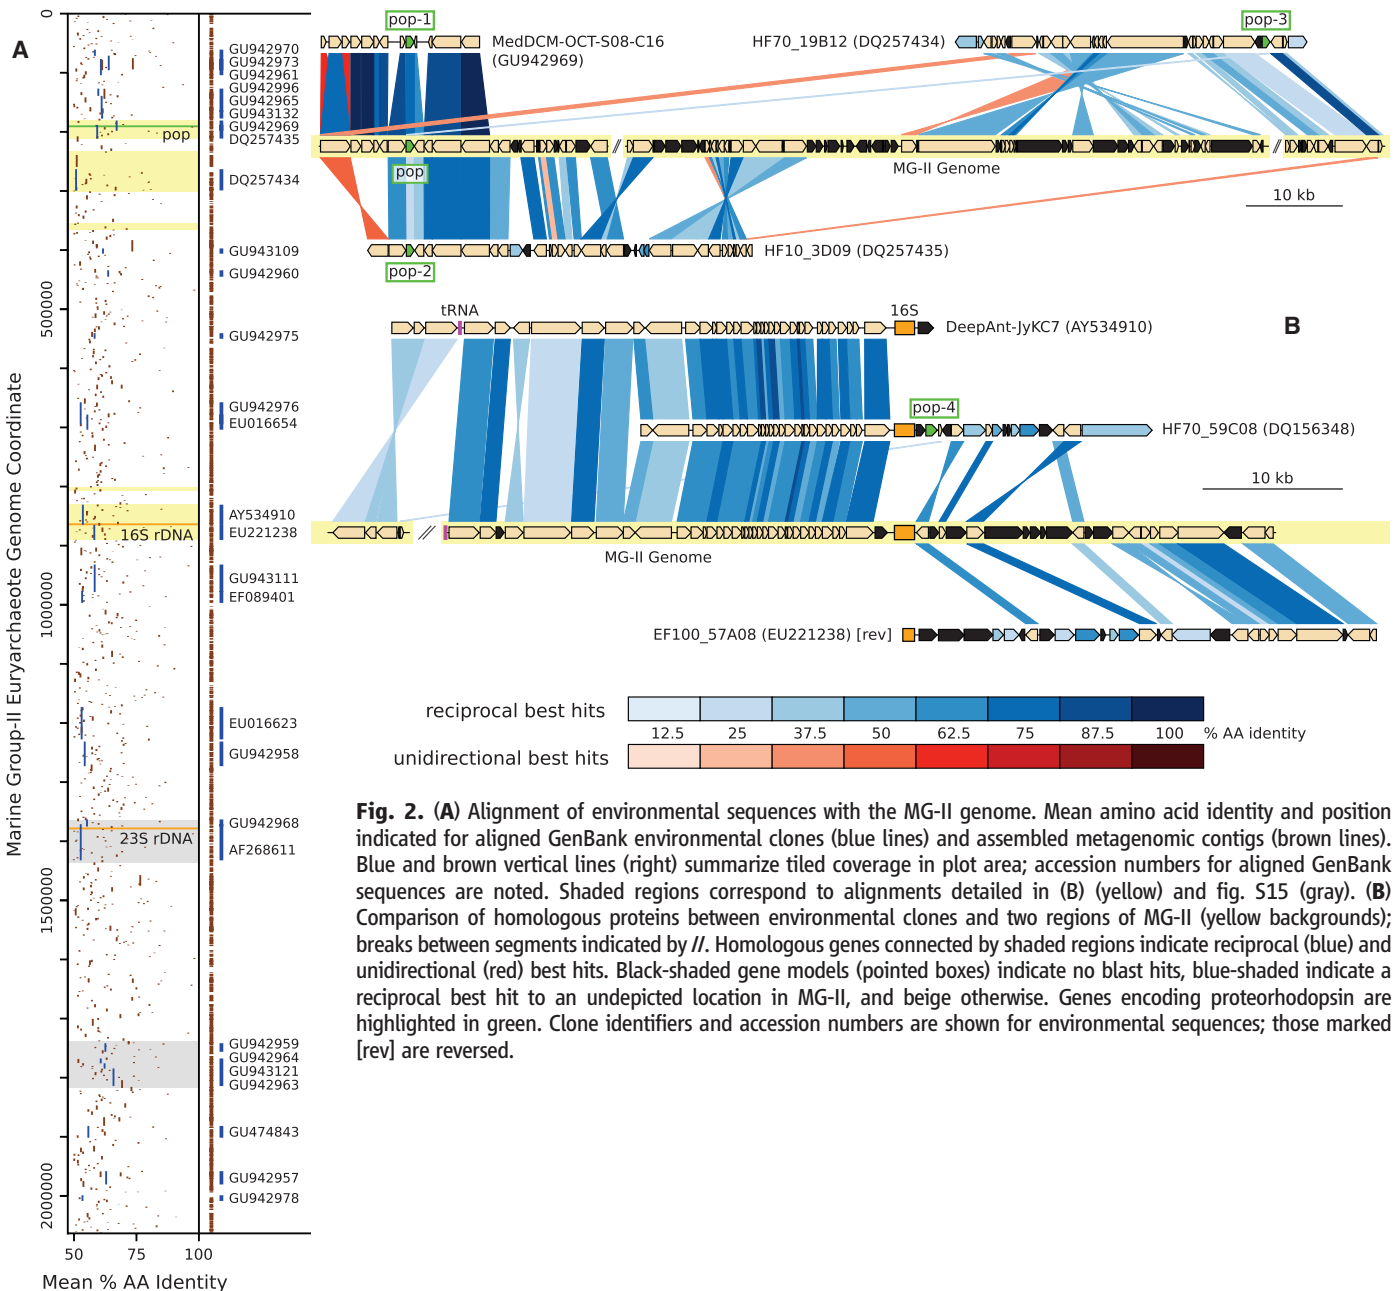 A
Marine Group-II Euryarchaeote Genome Coordinate
0
500000
1000000
1500000
2000000
50
75
100
Mean % AA Identity
pop
16S rDNA
23S rDNA
GU942970
GU942973
GU942961
GU942996
GU942965
GU943132
GU942969
DQ257435
DQ257434
GU943109
GU942960
GU942975
GU942976
EU016654
AY534910
EU221238
GU943111
EF089401
EU016623
GU942958
GU942968
AF268611
GU942959
GU942964
GU943121
GU942963
GU474843
GU942957
GU942978
pop-1
MedDCM-OCT-S08-C16
(GU942969)
HF70_19B12 (DQ257434)
pop-3
//
//
pop
MG-II Genome
10 kb
HF10_3D09 (DQ257435)
pop-2
B
tRNA
16S
DeepAnt-JyKC7 (AY534910)
pop-4
HF70_59C08 (DQ156348)
10 kb
//
MG-II Genome
EF100_57A08 (EU221238) [rev]
reciprocal best hits
12.5 25 37.5 50 62.5 75 87.5 100 % AA identity
unidirectional best hits
Fig. 2. (A) Alignment of environmental sequences with the MG-II genome. Mean amino acid identity and position
indicated for aligned GenBank environmental clones (blue lines) and assembled metagenomic contigs (brown lines).
Blue and brown vertical lines (right) summarize tiled coverage in plot area; accession numbers for aligned GenBank
sequences are noted. Shaded regions correspond to alignments detailed in (B) (yellow) and fig. S15 (gray). (B)
Comparison of homologous proteins between environmental clones and two regions of MG-II (yellow backgrounds);
breaks between segments indicated by //. Homologous genes connected by shaded regions indicate reciprocal (blue) and
unidirectional (red) best hits. Black-shaded gene models (pointed boxes) indicate no blast hits, blue-shaded indicate a
reciprocal best hit to an undepicted location in MG-II, and beige otherwise. Genes encoding proteorhodopsin are
highlighted in green. Clone identifiers and accession numbers are shown for environmental sequences; those marked
[rev] are reversed.